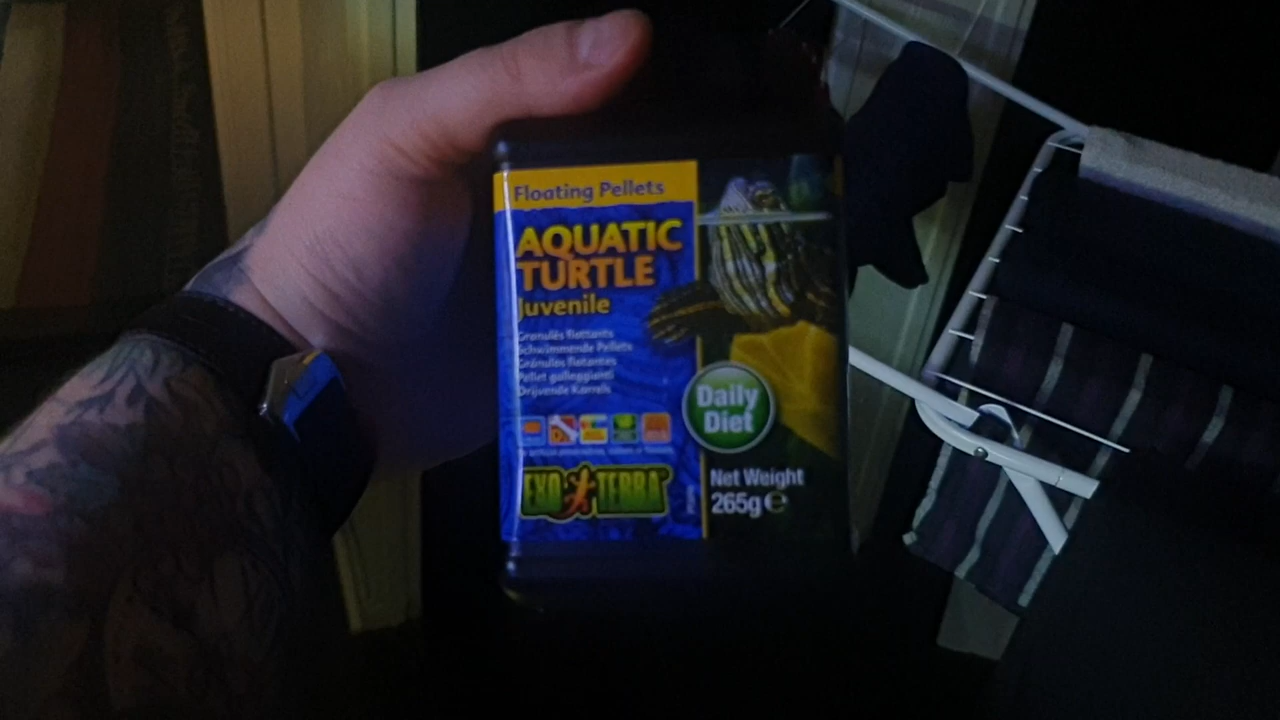 Floating Pellets
AQUATIC
TURTLE
Juvenile
Granulés flottants
Schwimmende Pellets
Gránulos flotantes
Pellet galleggianti
Drijvende Korrels
Daily
Diet
EXO TERRA
Net Weight
265g e